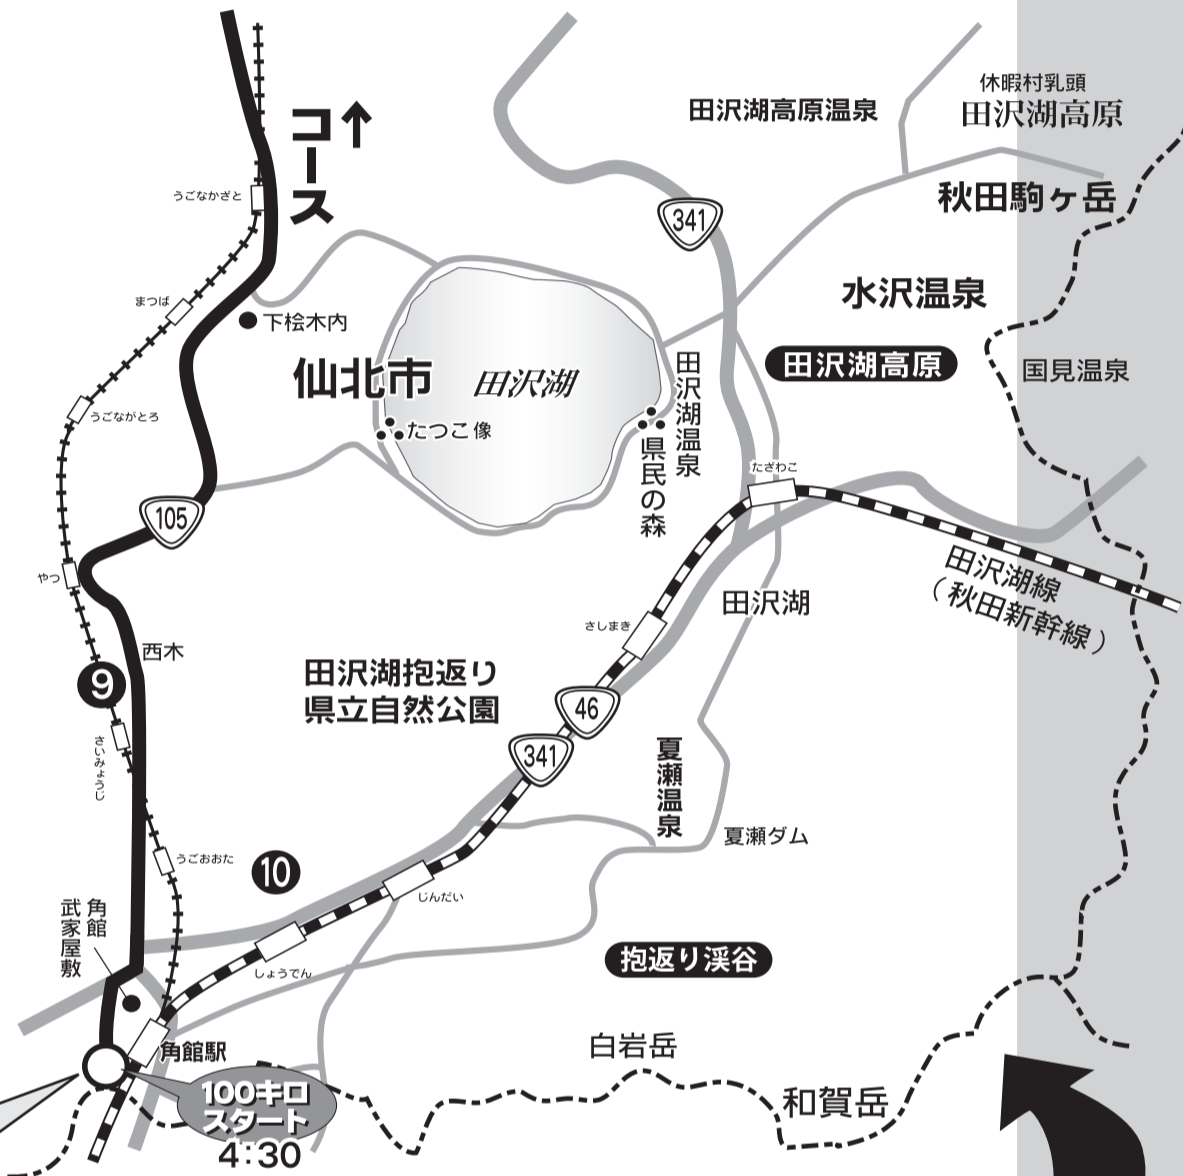 休暇村乳頭
田沢湖高原
田沢湖高原温泉
↑
コース
うごなかざと
341
秋田駒ヶ岳
水沢温泉
まつば
下桧木内
仙北市
田沢湖
田沢湖温泉
田沢湖高原
国見温泉
うごながとろ
たつこ像
県民の森
たざわこ
105
田沢湖線
(秋田新幹線)
やつ
田沢湖
さしまき
西木
9
田沢湖抱返り
県立自然公園
46
341
さいみょうじ
夏瀬温泉
夏瀬ダム
うごおおた
10
じんだい
角館
武家屋敷
しょうでん
抱返り渓谷
角館駅
白岩岳
和賀岳
100キロ
スタート
4:30